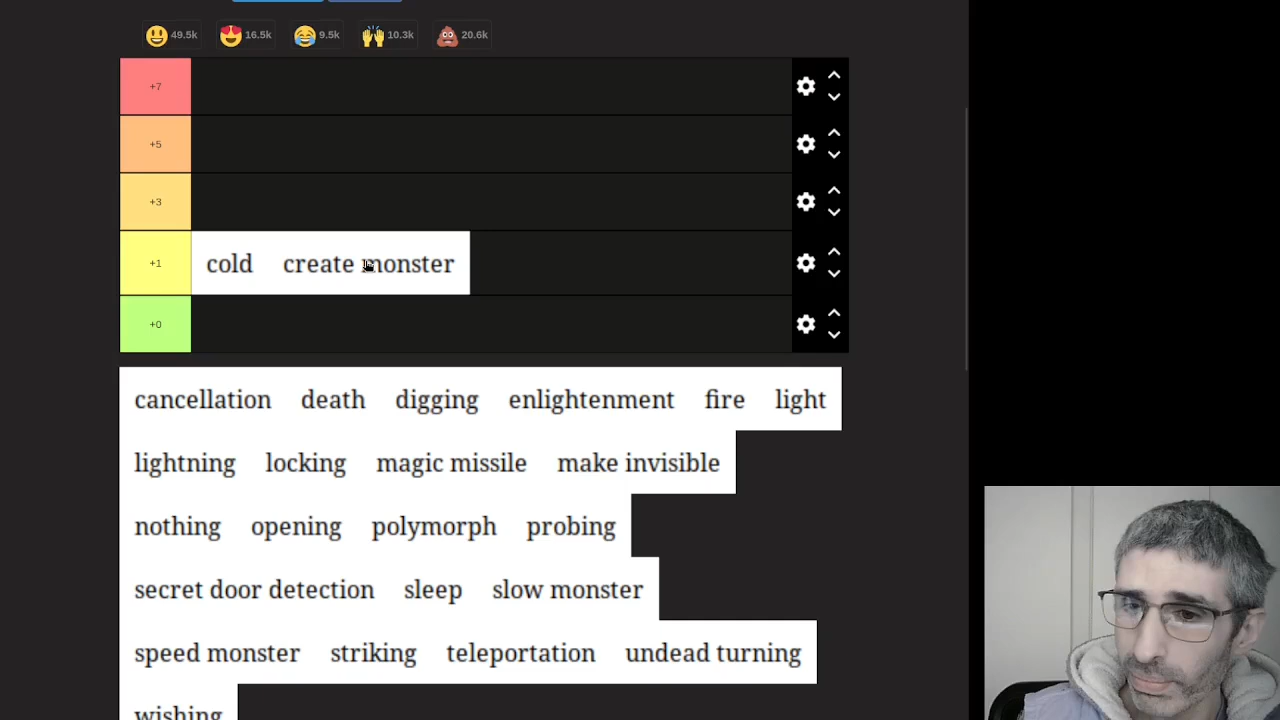 49.5k 16.5k 9.5k 10.3k 20.6k
+7
+5
+3
+1 cold create monster
+0
cancellation death digging enlightenment fire light
lightning locking magic missile make invisible
nothing opening polymorph probing
secret door detection sleep slow monster
speed monster striking teleportation undead turning
wishing